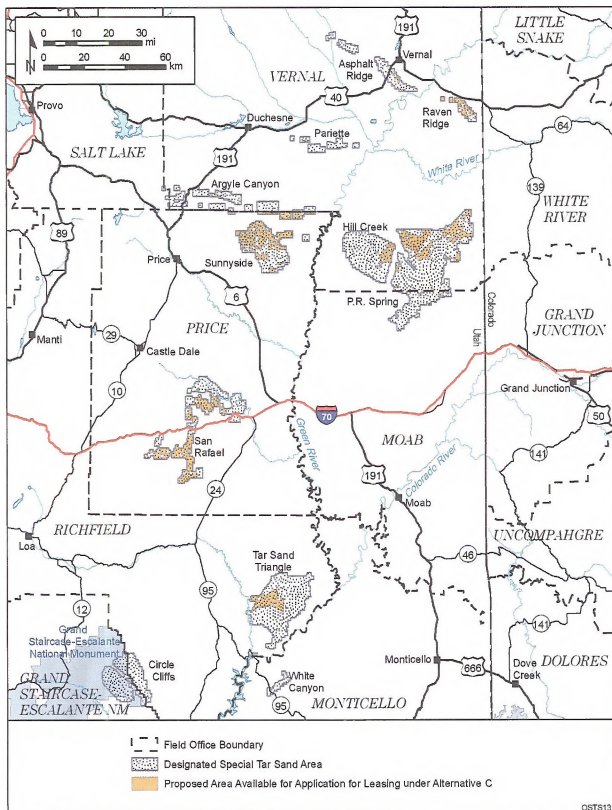 0 10 20 30
mi
0 20 40 60
km
N
191
LITTLE
SNAKE
Asphalt
Ridge
Vernal
VERNAL
40
Provo
Duchesne
Raven
Ridge
Pariette
64
SALT LAKE
191
White River
139
Argyle Canyon
WHITE
RIVER
89
Hill Creek
Price
Sunnyside
6
P.R. Spring
Colorado
Utah
GRAND
JUNCTION
PRICE
Manti
29
Castle Dale
10
Grand Junction
70
50
San
Rafael
Green River
MOAB
141
24
191
Colorado River
Moab
RICHFIELD
UNCOMPAHGRE
Loa
Tar Sand
Triangle
46
95
12
141
Grand
Staircase-Escalante
National Monument
Circle
Cliffs
Monticello
666
DOLORES
Dove
Creek
GRAND
STAIRCASE-
ESCALANTE NM
White
Canyon
95
MONTICELLO
Field Office Boundary
Designated Special Tar Sand Area
Proposed Area Available for Application for Leasing under Alternative C
OSTS13